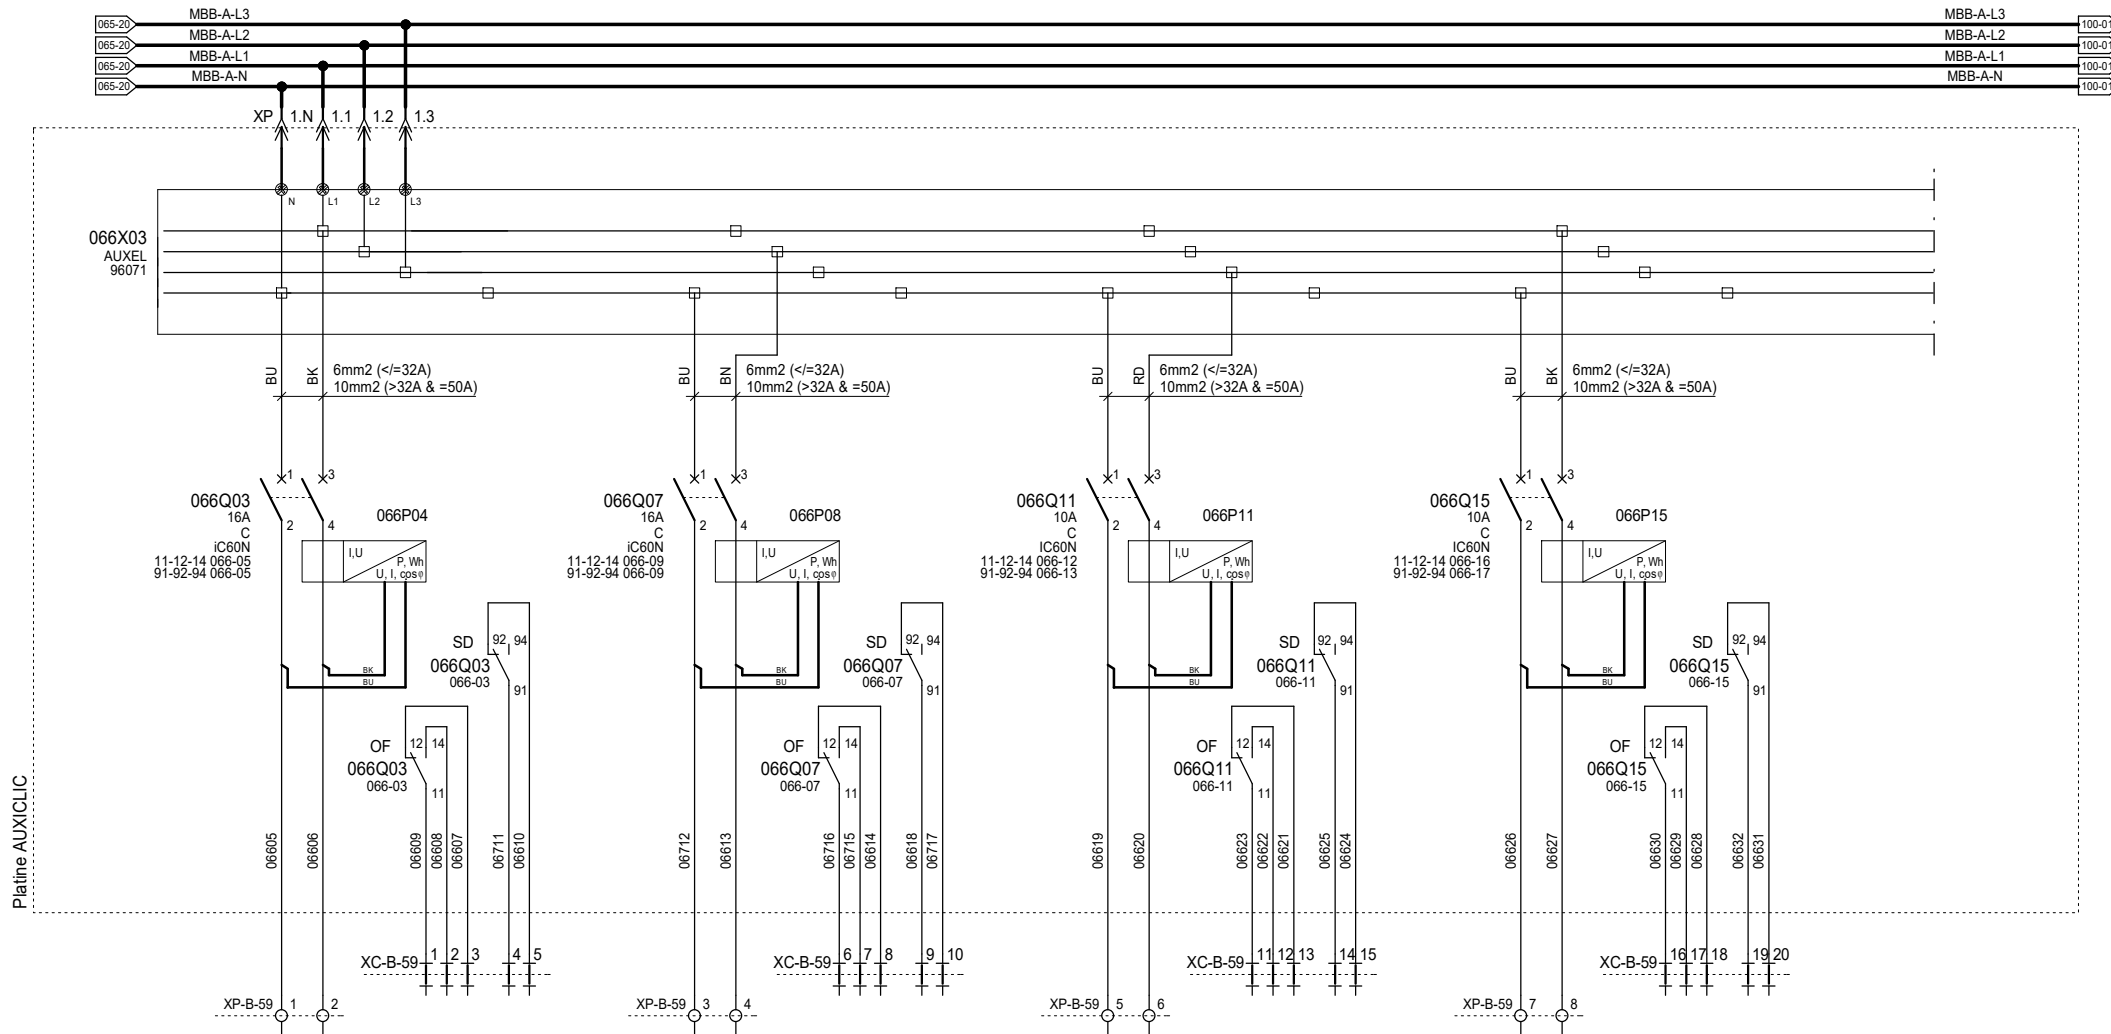 MBB-A-L3
MBB-A-L3
065-20
100-01
MBB-A-L2
MBB-A-L2
065-20
100-01
MBB-A-L1
MBB-A-L1
065-20
100-01
MBB-A-N
MBB-A-N
065-20
100-01
XP 1.N 1.1 1.2 1.3
N L1 L2 L3
066X03
AUXEL
96071
BU BK
6mm2 (</=32A)
10mm2 (>32A & =50A)
BU BN
6mm2 (</=32A)
10mm2 (>32A & =50A)
BU RD
6mm2 (</=32A)
10mm2 (>32A & =50A)
BU BK
6mm2 (</=32A)
10mm2 (>32A & =50A)
1 3
066Q03
16A
C
iC60N
11-12-14 066-05
91-92-94 066-05
2 4
066P04
I,U
P, Wh
U, I, cosφ
1 3
066Q07
16A
C
iC60N
11-12-14 066-09
91-92-94 066-09
2 4
066P08
I,U
P, Wh
U, I, cosφ
1 3
066Q11
10A
C
IC60N
11-12-14 066-12
91-92-94 066-13
2 4
066P11
I,U
P, Wh
U, I, cosφ
1 3
066Q15
10A
C
IC60N
11-12-14 066-16
91-92-94 066-17
2 4
066P15
I,U
P, Wh
U, I, cosφ
BK
BU
SD
066Q03
066-03
92 94
91
BK
BU
SD
066Q07
066-07
92 94
91
BK
BU
SD
066Q11
066-11
92 94
91
BK
BU
SD
066Q15
066-15
92 94
91
OF
066Q03
066-03
12 14
11
OF
066Q07
066-07
12 14
11
OF
066Q11
066-11
12 14
11
OF
066Q15
066-15
12 14
11
Platine AUXICLIC
06605
06606
06609
06608
06607
06711
06610
06712
06613
06716
06715
06614
06618
06717
06619
06620
06623
06622
06621
06625
06624
06626
06627
06630
06629
06628
06632
06631
XC-B-59 1 2 3 4 5
XC-B-59 6 7 8 9 10
XC-B-59 11 12 13 14 15
XC-B-59 16 17 18 19 20
XP-B-59 1 2
XP-B-59 3 4
XP-B-59 5 6
XP-B-59 7 8